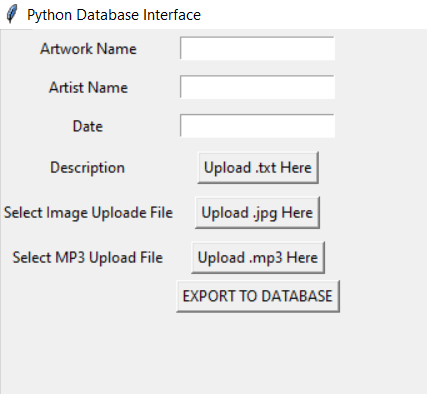 Python Database Interface
Artwork Name
Artist Name
Date
Description Upload .txt Here
Select Image Uploade File Upload .jpg Here
Select MP3 Upload File Upload .mp3 Here
EXPORT TO DATABASE